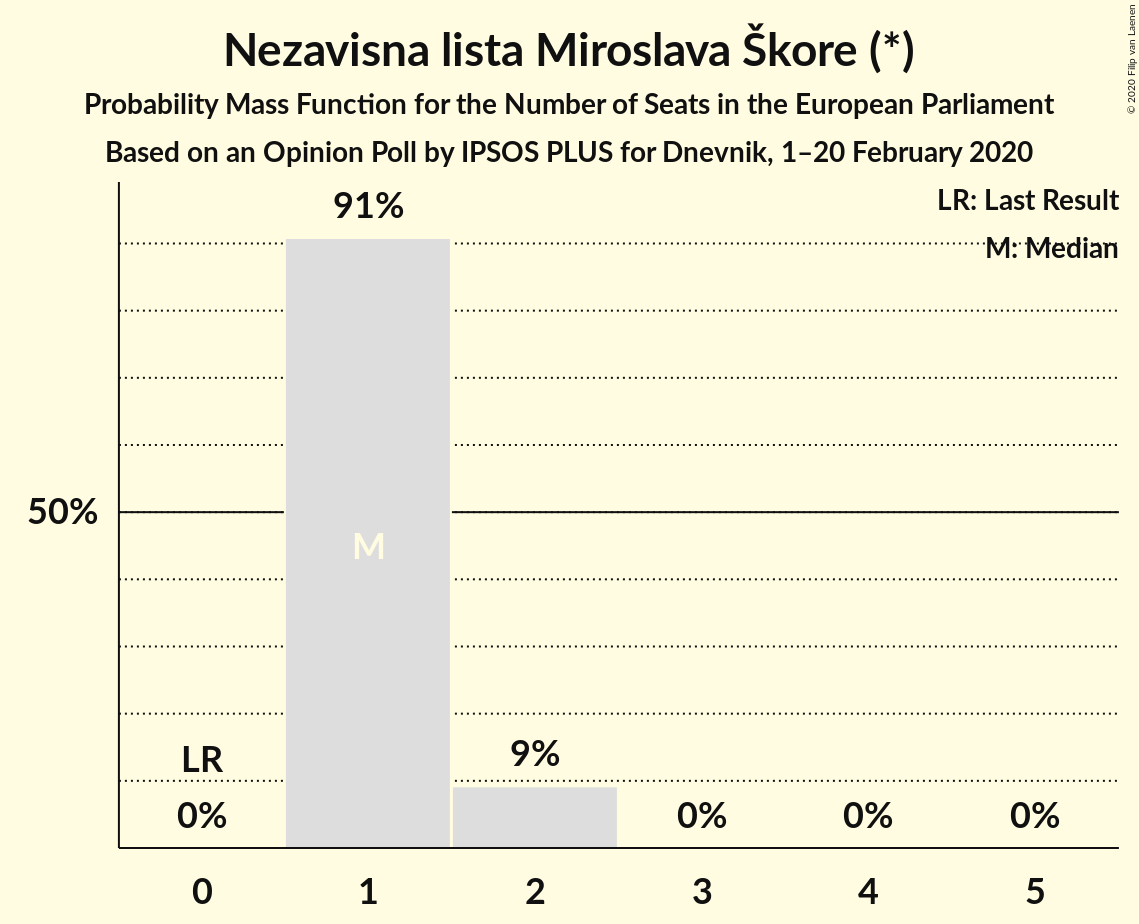 Nezavisna lista Miroslava Škore (*)
Probability Mass Function for the Number of Seats in the European Parliament
Based on an Opinion Poll by IPSOS PLUS for Dnevnik, 1–20 February 2020
© 2020 Filip van Laenen
LR: Last Result
M: Median
91%
50%
M
LR
9%
0%
0%
0%
0%
0
1
2
3
4
5